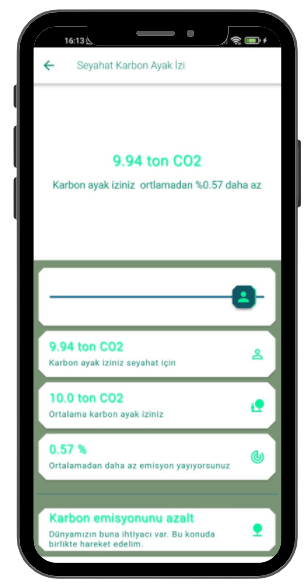 16:13
Seyahat Karbon Ayak İzi
9.94 ton CO2
Karbon ayak iziniz ortlamadan %0.57 daha az
9.94 ton CO2
Karbon ayak iziniz seyahat için
10.0 ton CO2
Ortalama karbon ayak iziniz
0.57 %
Ortalamadan daha az emisyon yayıyorsunuz
Karbon emisyonunu azalt
Dünyamızın buna ihtiyacı var. Bu konuda
birlikte hareket edelim.